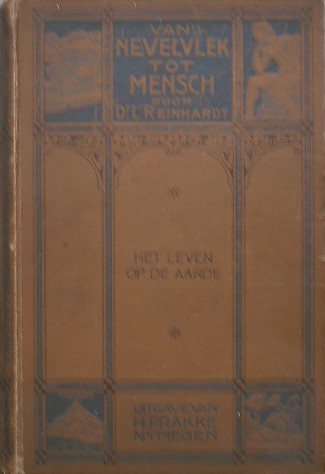 VAN
NEVELVLEK
TOT
MENSCH
DOOR
Dr. L. REINHARDT
HET LEVEN
OP DE AARDE
UITGAVE VAN
H. PRAKKE
NYMEGEN